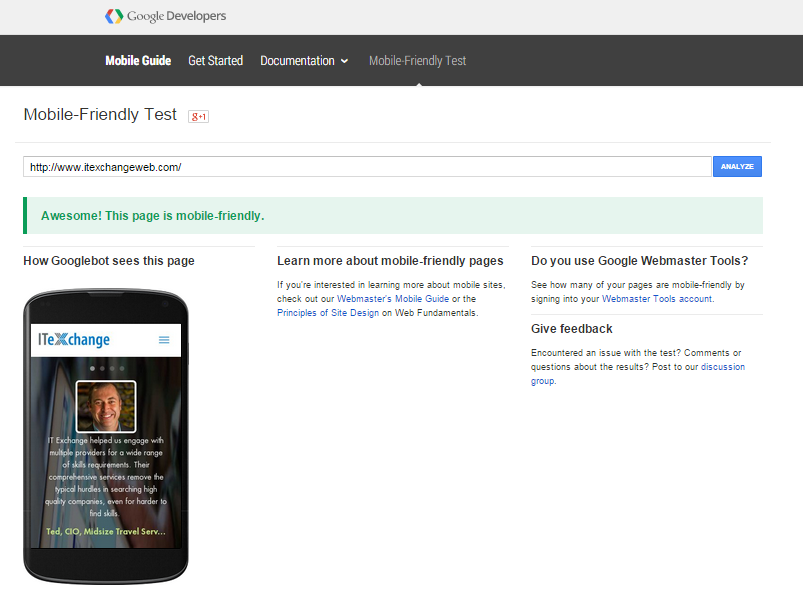 Google Developers
Mobile Guide Get Started Documentation Mobile-Friendly Test
Mobile-Friendly Test g+1
http://www.itexchangeweb.com/ ANALYZE
Awesome! This page is mobile-friendly.
How Googlebot sees this page
ITeXchange
IT Exchange helped us engage with
multiple providers for a wide range
of skills requirements. Their
comprehensive services remove the
typical hurdles in searching high
quality companies, even for harder to
find skills.
Ted, CIO, Midsize Travel Serv...
Learn more about mobile-friendly pages
If you're interested in learning more about mobile sites,
check out our Webmaster's Mobile Guide or the
Principles of Site Design on Web Fundamentals.
Do you use Google Webmaster Tools?
See how many of your pages are mobile-friendly by
signing into your Webmaster Tools account.
Give feedback
Encountered an issue with the test? Comments or
questions about the results? Post to our discussion
group.